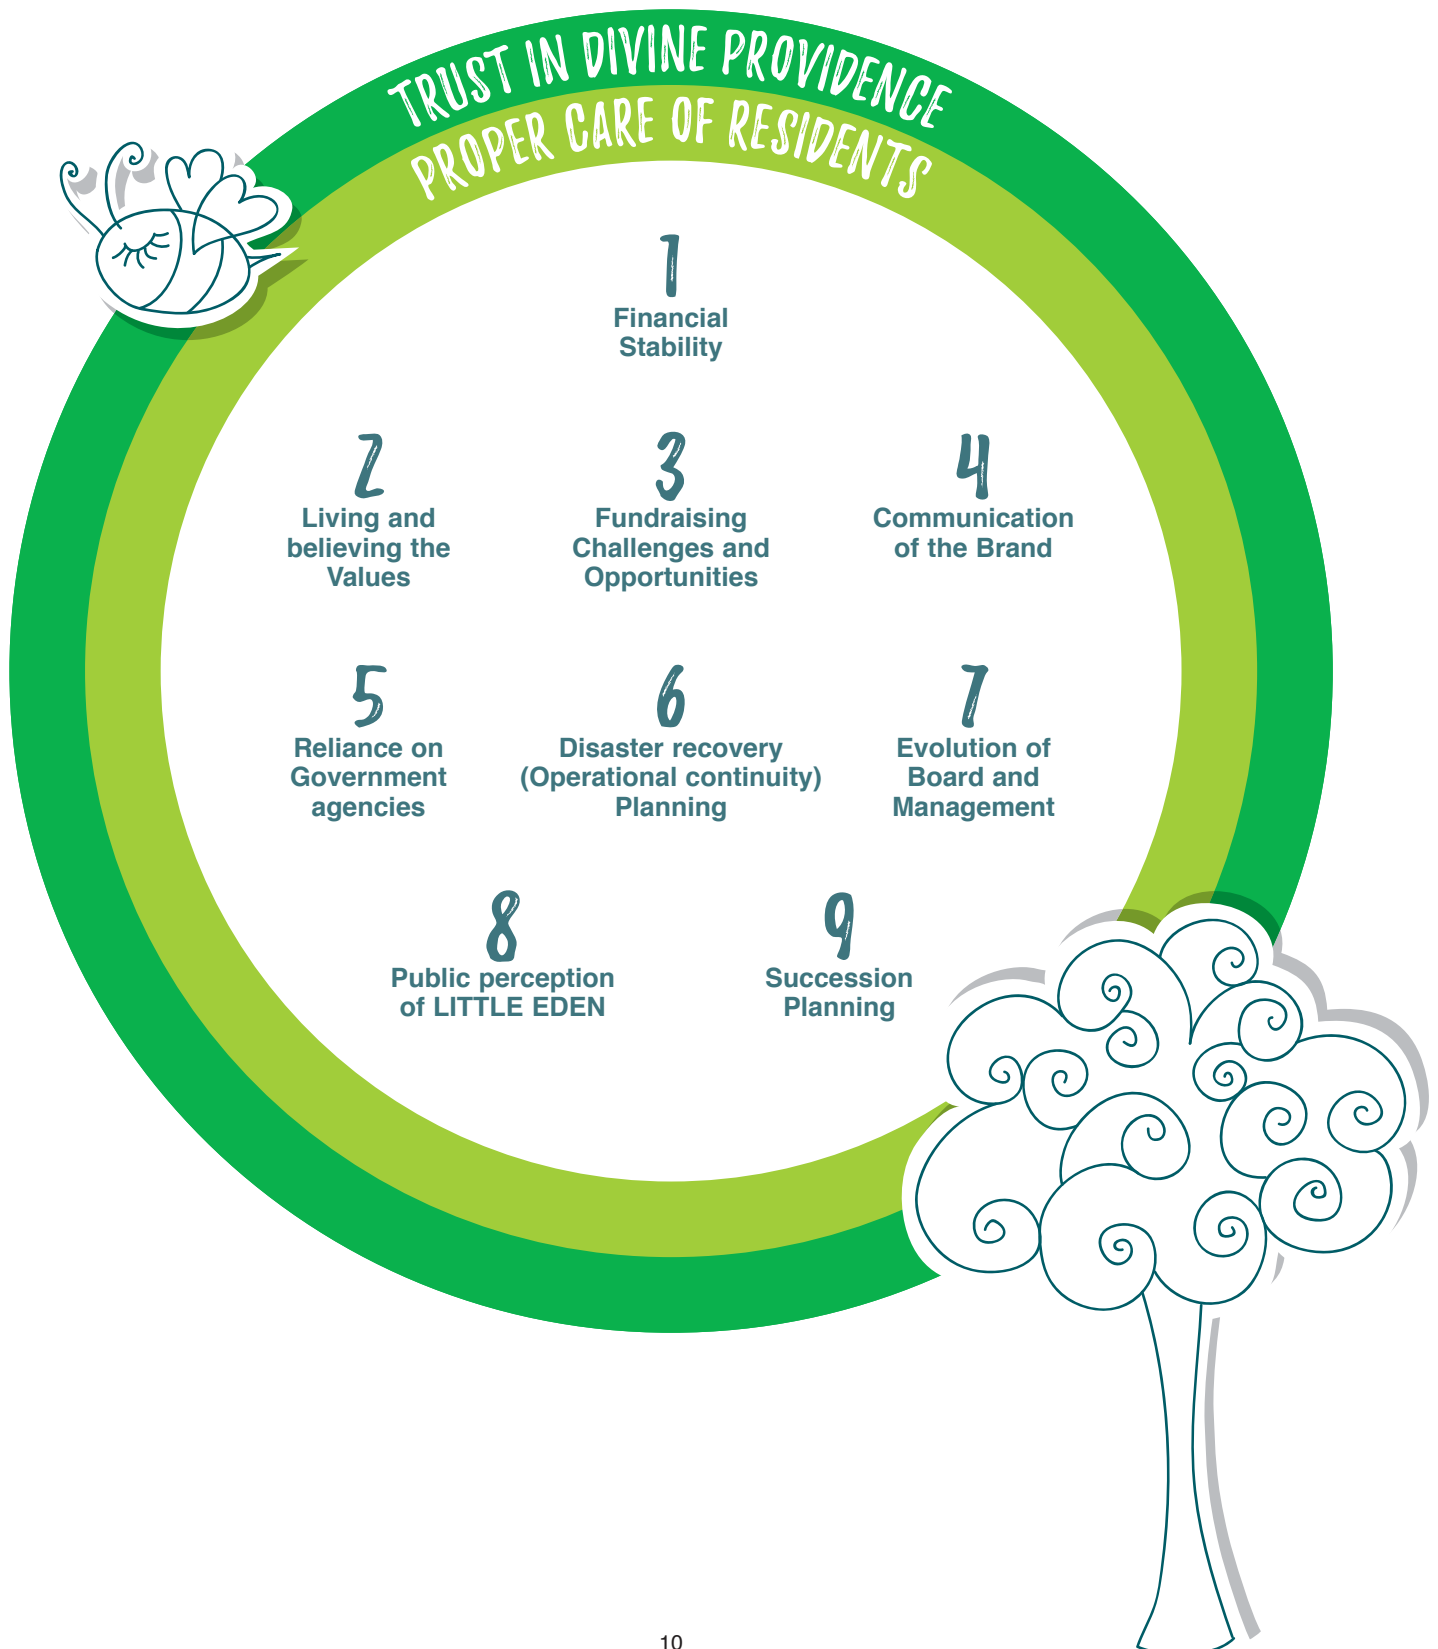 TRUST IN DIVINE PROVIDENCE
PROPER CARE OF RESIDENTS
1
Financial
Stability
2
Living and
believing the
Values
3
Fundraising
Challenges and
Opportunities
4
Communication
of the Brand
5
Reliance on
Government
agencies
6
Disaster recovery
(Operational continuity)
Planning
7
Evolution of
Board and
Management
8
Public perception
of LITTLE EDEN
9
Succession
Planning
10